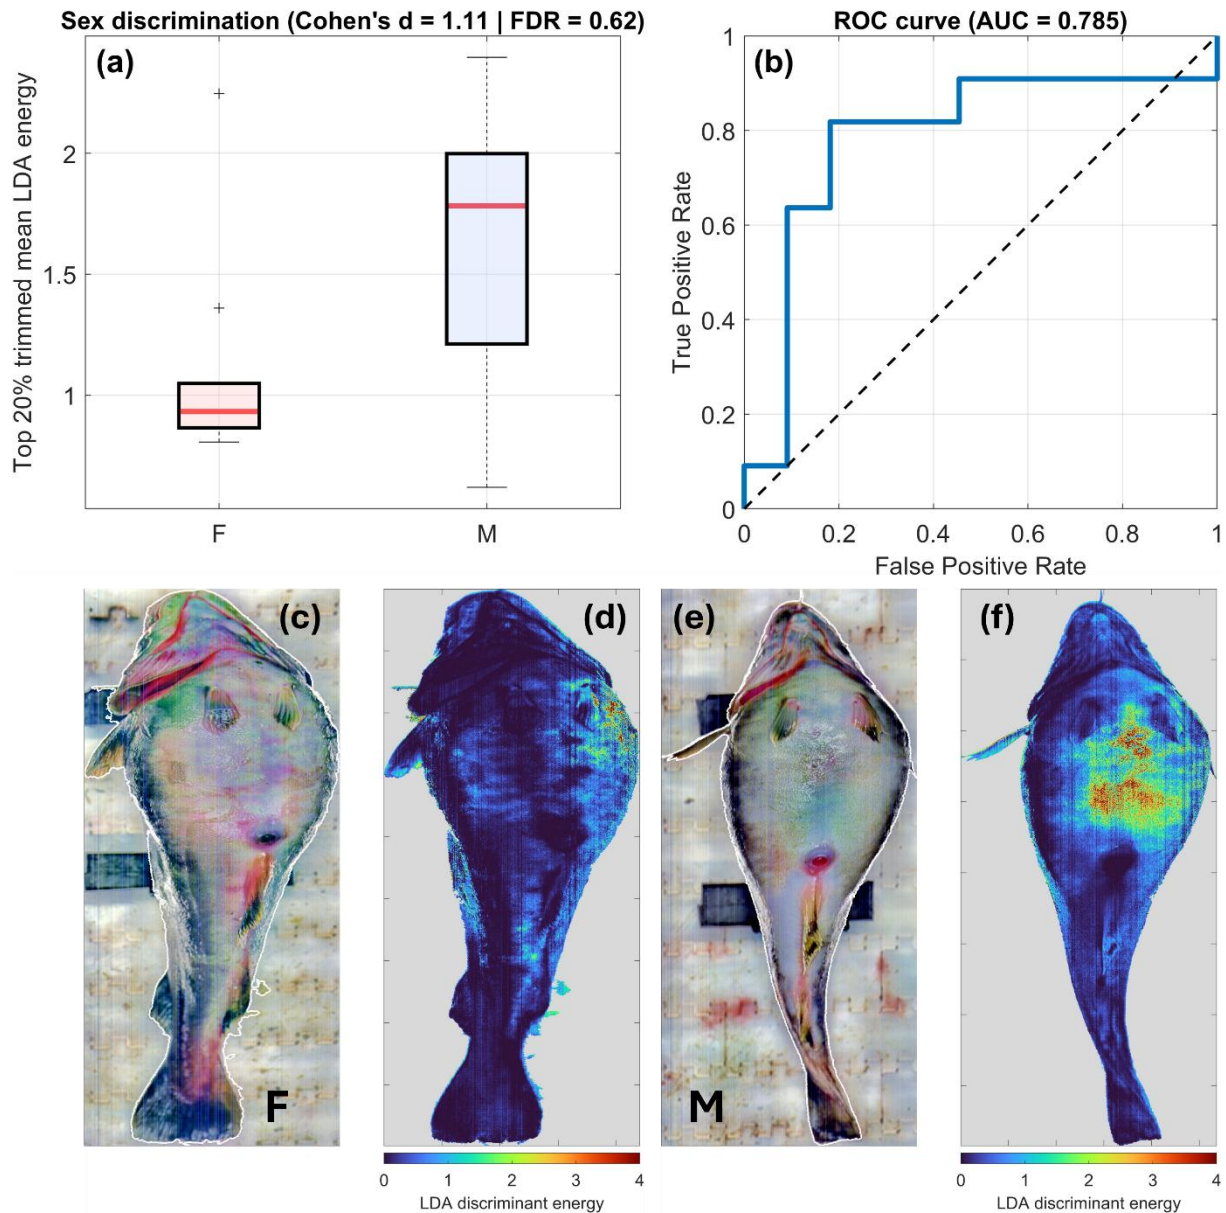 Sex discrimination (Cohen's d = 1.11 | FDR = 0.62)
(a)
Top 20% trimmed mean LDA energy
2
1.5
1
F
M
ROC curve (AUC = 0.785)
(b)
True Positive Rate
1
0.8
0.6
0.4
0.2
0
0
0.2
0.4
0.6
0.8
1
False Positive Rate
(c)
F
(d)
0
1
2
3
4
LDA discriminant energy
(e)
M
(f)
0
1
2
3
4
LDA discriminant energy